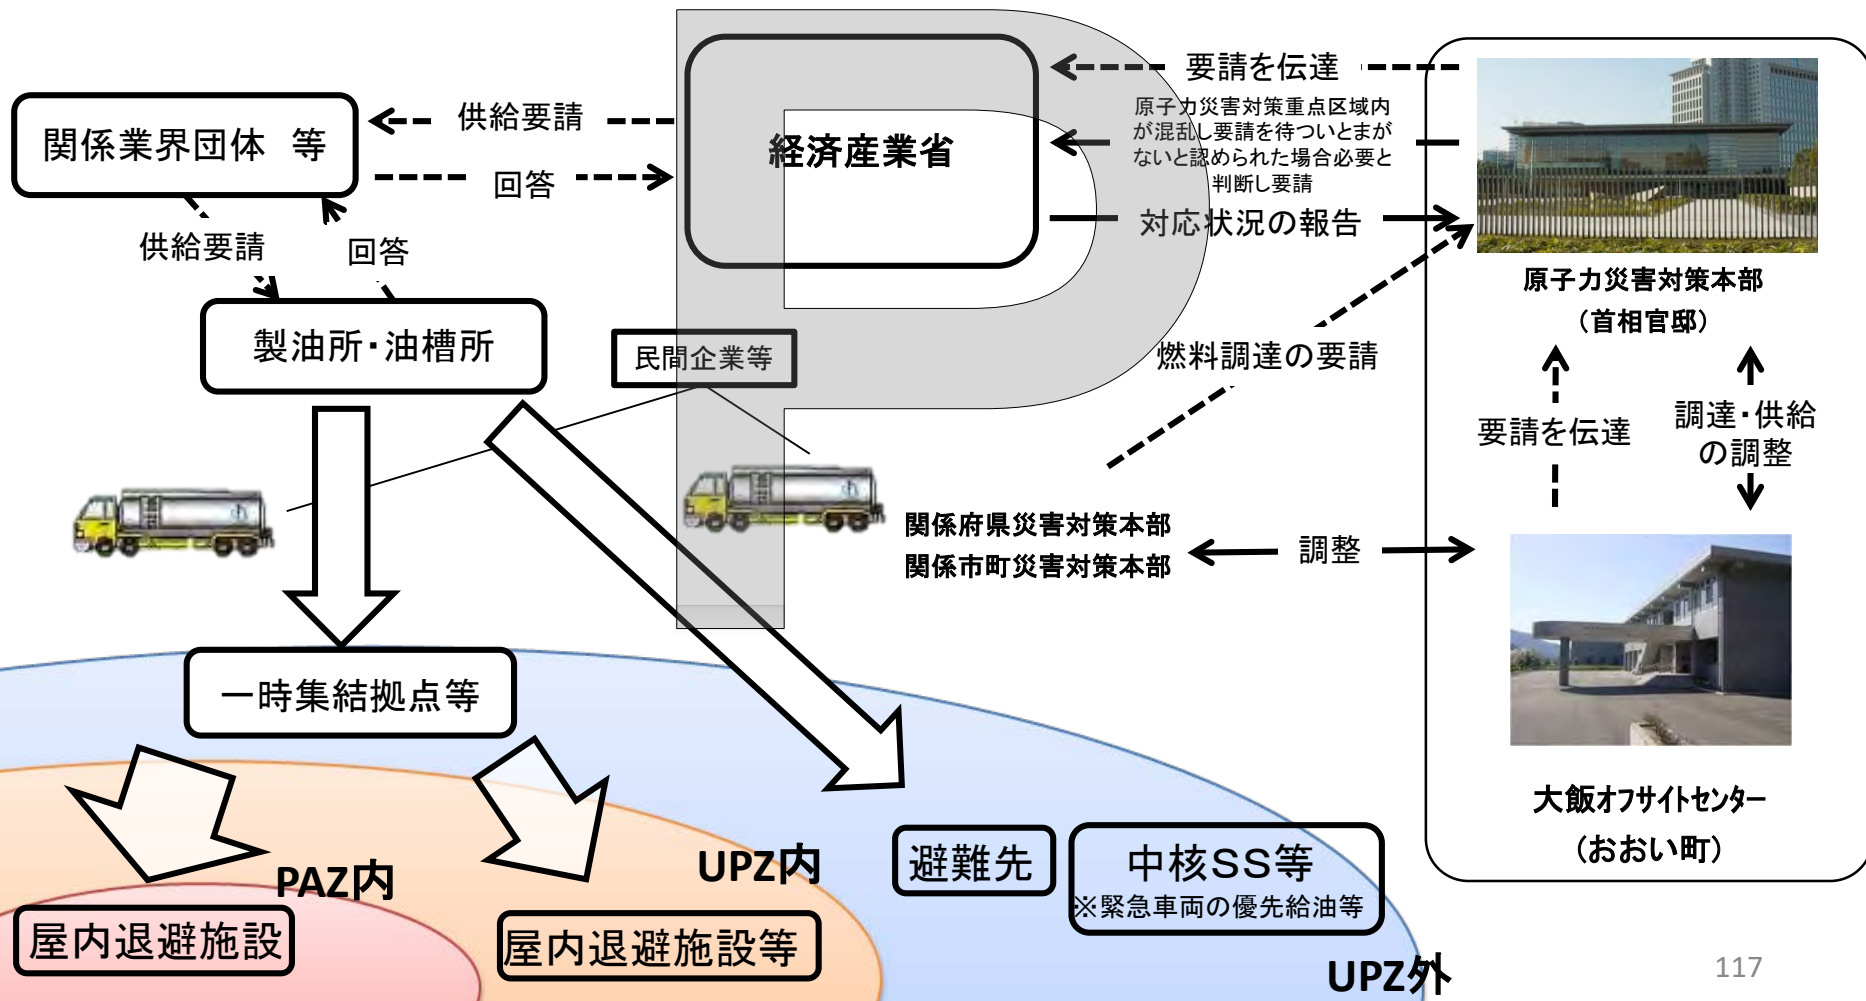 要請を伝達
原子力災害対策重点区域内
が混乱し要請を待ついとまが
ないと認められた場合必要と
判断し要請
対応状況の報告
経済産業省
供給要請
回答
関係業界団体　等
供給要請
回答
製油所・油槽所
民間企業等
燃料調達の要請
原子力災害対策本部
（首相官邸）
要請を伝達
調達・供給
の調整
関係府県災害対策本部
関係市町災害対策本部
調整
大飯オフサイトセンター
（おおい町）
一時集結拠点等
PAZ内
UPZ内
避難先
中核SS等
※緊急車両の優先給油等
屋内退避施設
屋内退避施設等
UPZ外
117
P